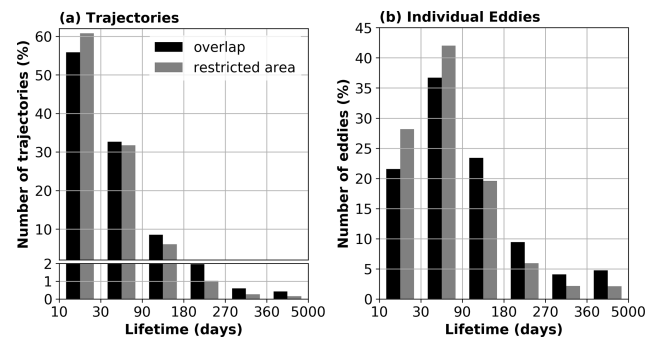 (a) Trajectories
(b) Individual Eddies
overlap
restricted area
Number of trajectories (%)
60
50
40
30
20
10
2
1
0
10 30 90 180 270 360 5000
Lifetime (days)
Number of eddies (%)
45
40
35
30
25
20
15
10
5
0
10 30 90 180 270 360 5000
Lifetime (days)